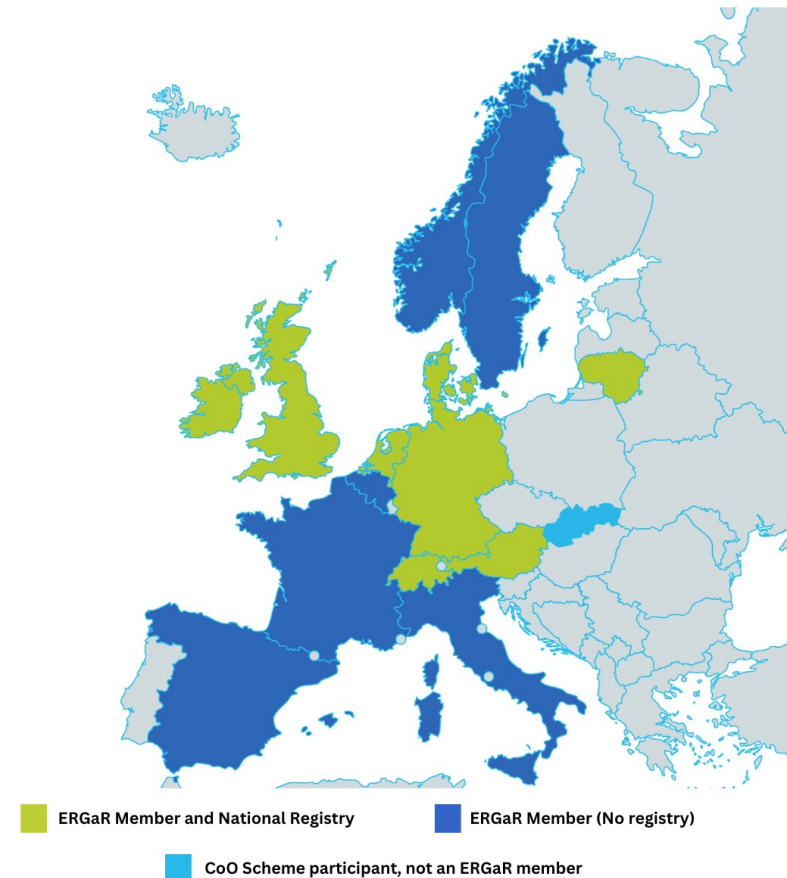 ERGaR Member and National Registry
ERGaR Member (No registry)
CoO Scheme participant, not an ERGaR member